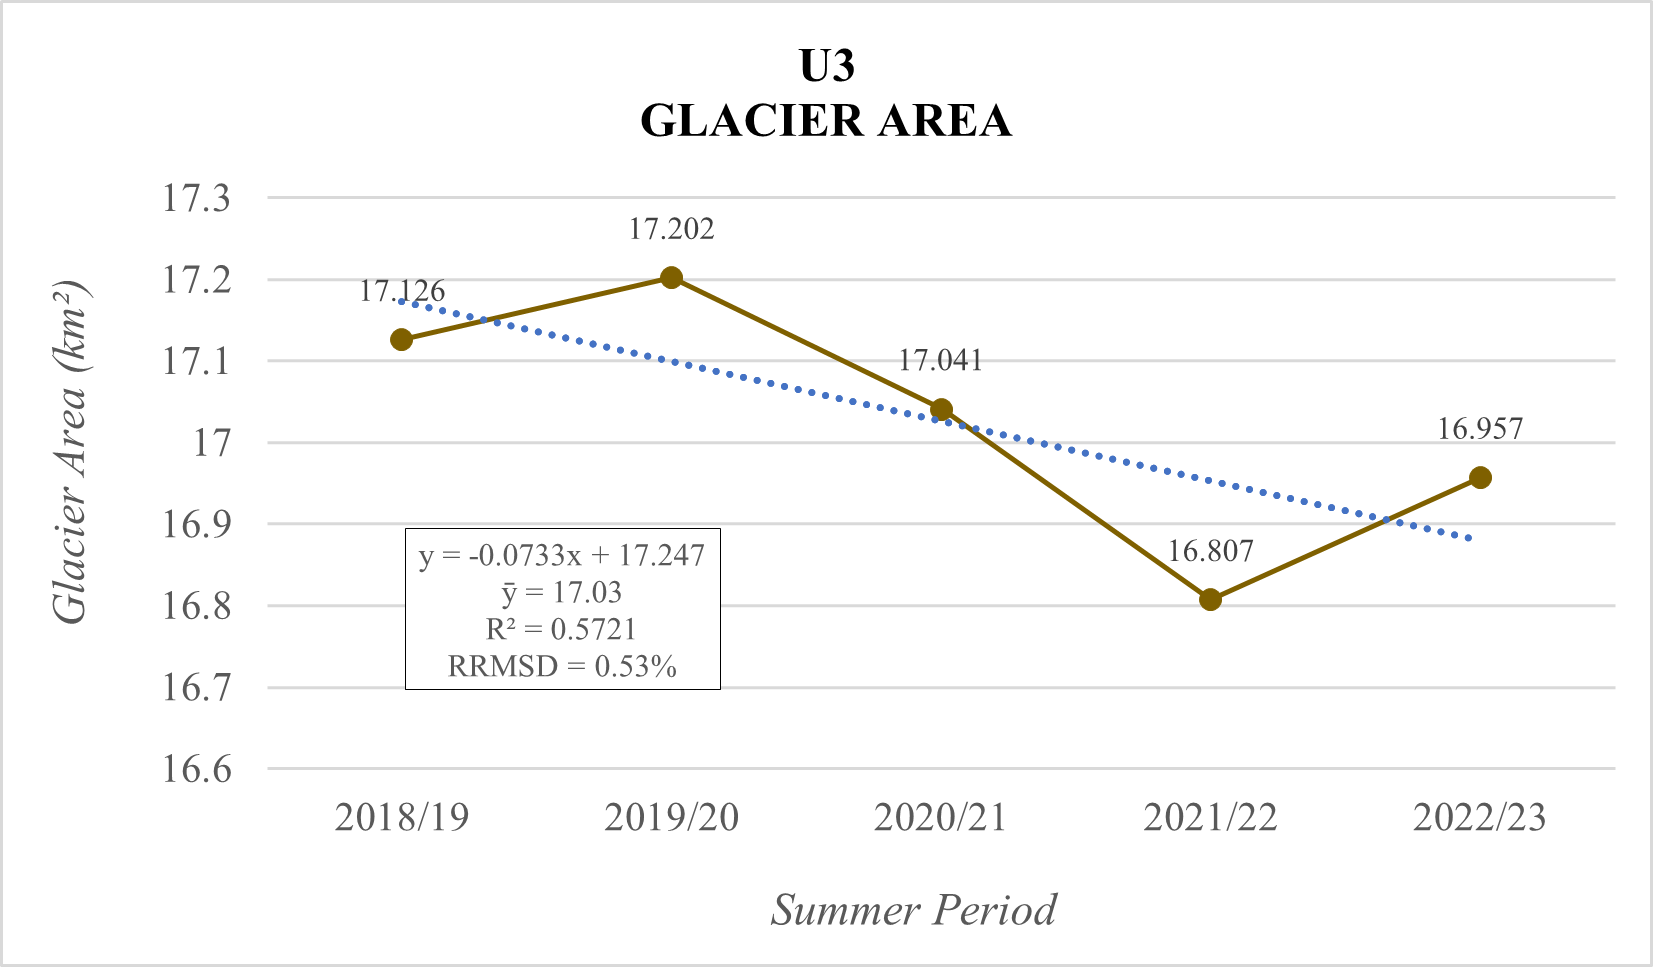 U3
GLACIER AREA
17.3
17.2
17.1
17
16.9
16.8
16.7
16.6
Glacier Area (km²)
17.126
17.202
17.041
16.807
16.957
y = -0.0733x + 17.247
ȳ = 17.03
R² = 0.5721
RRMSD = 0.53%
2018/19 2019/20 2020/21 2021/22 2022/23
Summer Period